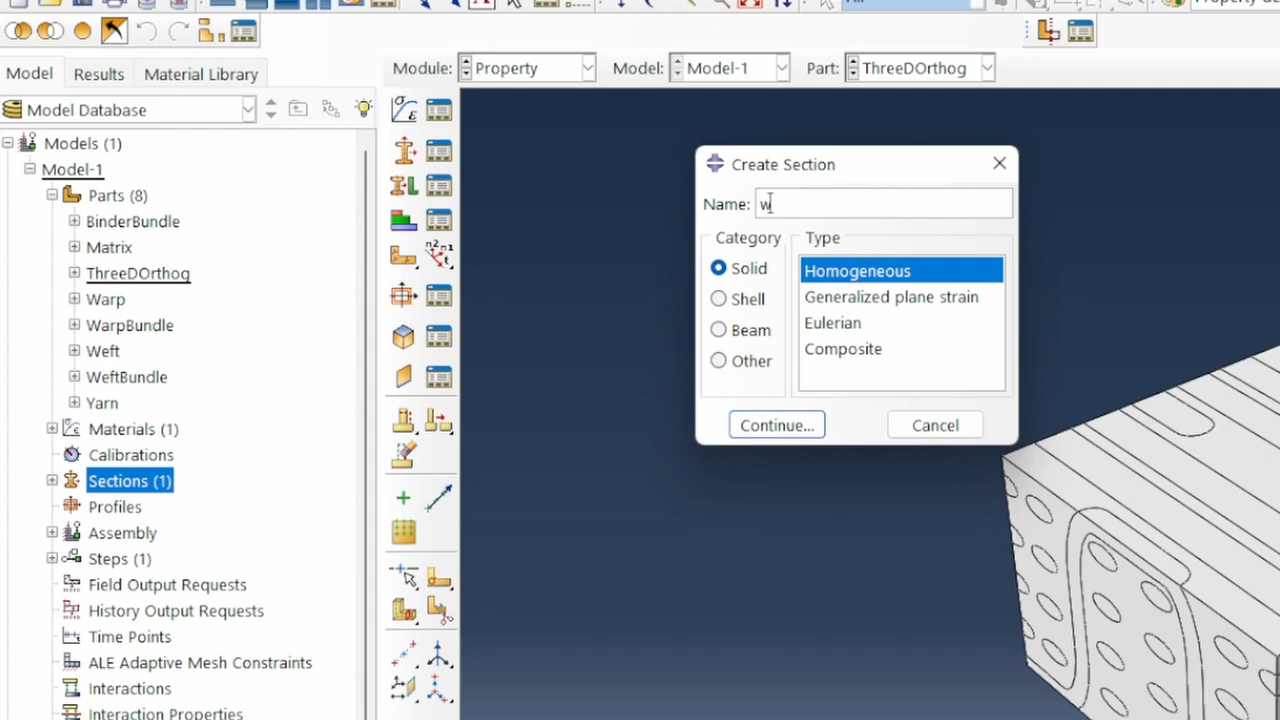 All
Model Results Material Library
Module: Property Model: Model-1 Part: ThreeDOrthog
Model Database
Models (1)
Model-1
Parts (8)
BinderBundle
Matrix
ThreeDOrthog
Warp
WarpBundle
Weft
WeftBundle
Yarn
Materials (1)
Calibrations
Sections (1)
Profiles
Assembly
Steps (1)
Field Output Requests
History Output Requests
Time Points
ALE Adaptive Mesh Constraints
Interactions
Interaction Properties
Create Section
Name: w
Category Type
Solid
Shell
Beam
Other
Homogeneous
Generalized plane strain
Eulerian
Composite
Continue... Cancel